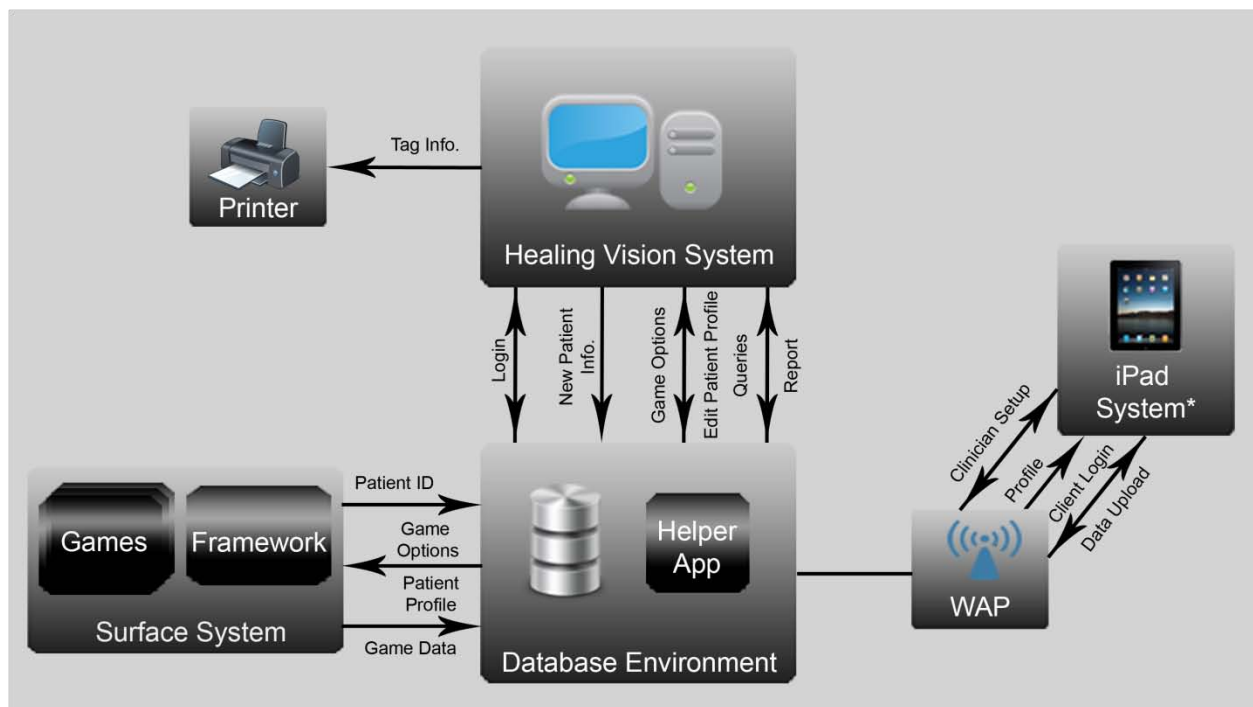 Tag Info.
Printer
Healing Vision System
Login
New Patient
Info.
Game Options
Edit Patient Profile
Queries
Report
iPad
System*
Clinician Setup
Profile
Client Login
Data Upload
WAP
Patient ID
Game
Options
Patient
Profile
Game Data
Games
Framework
Surface System
Helper
App
Database Environment